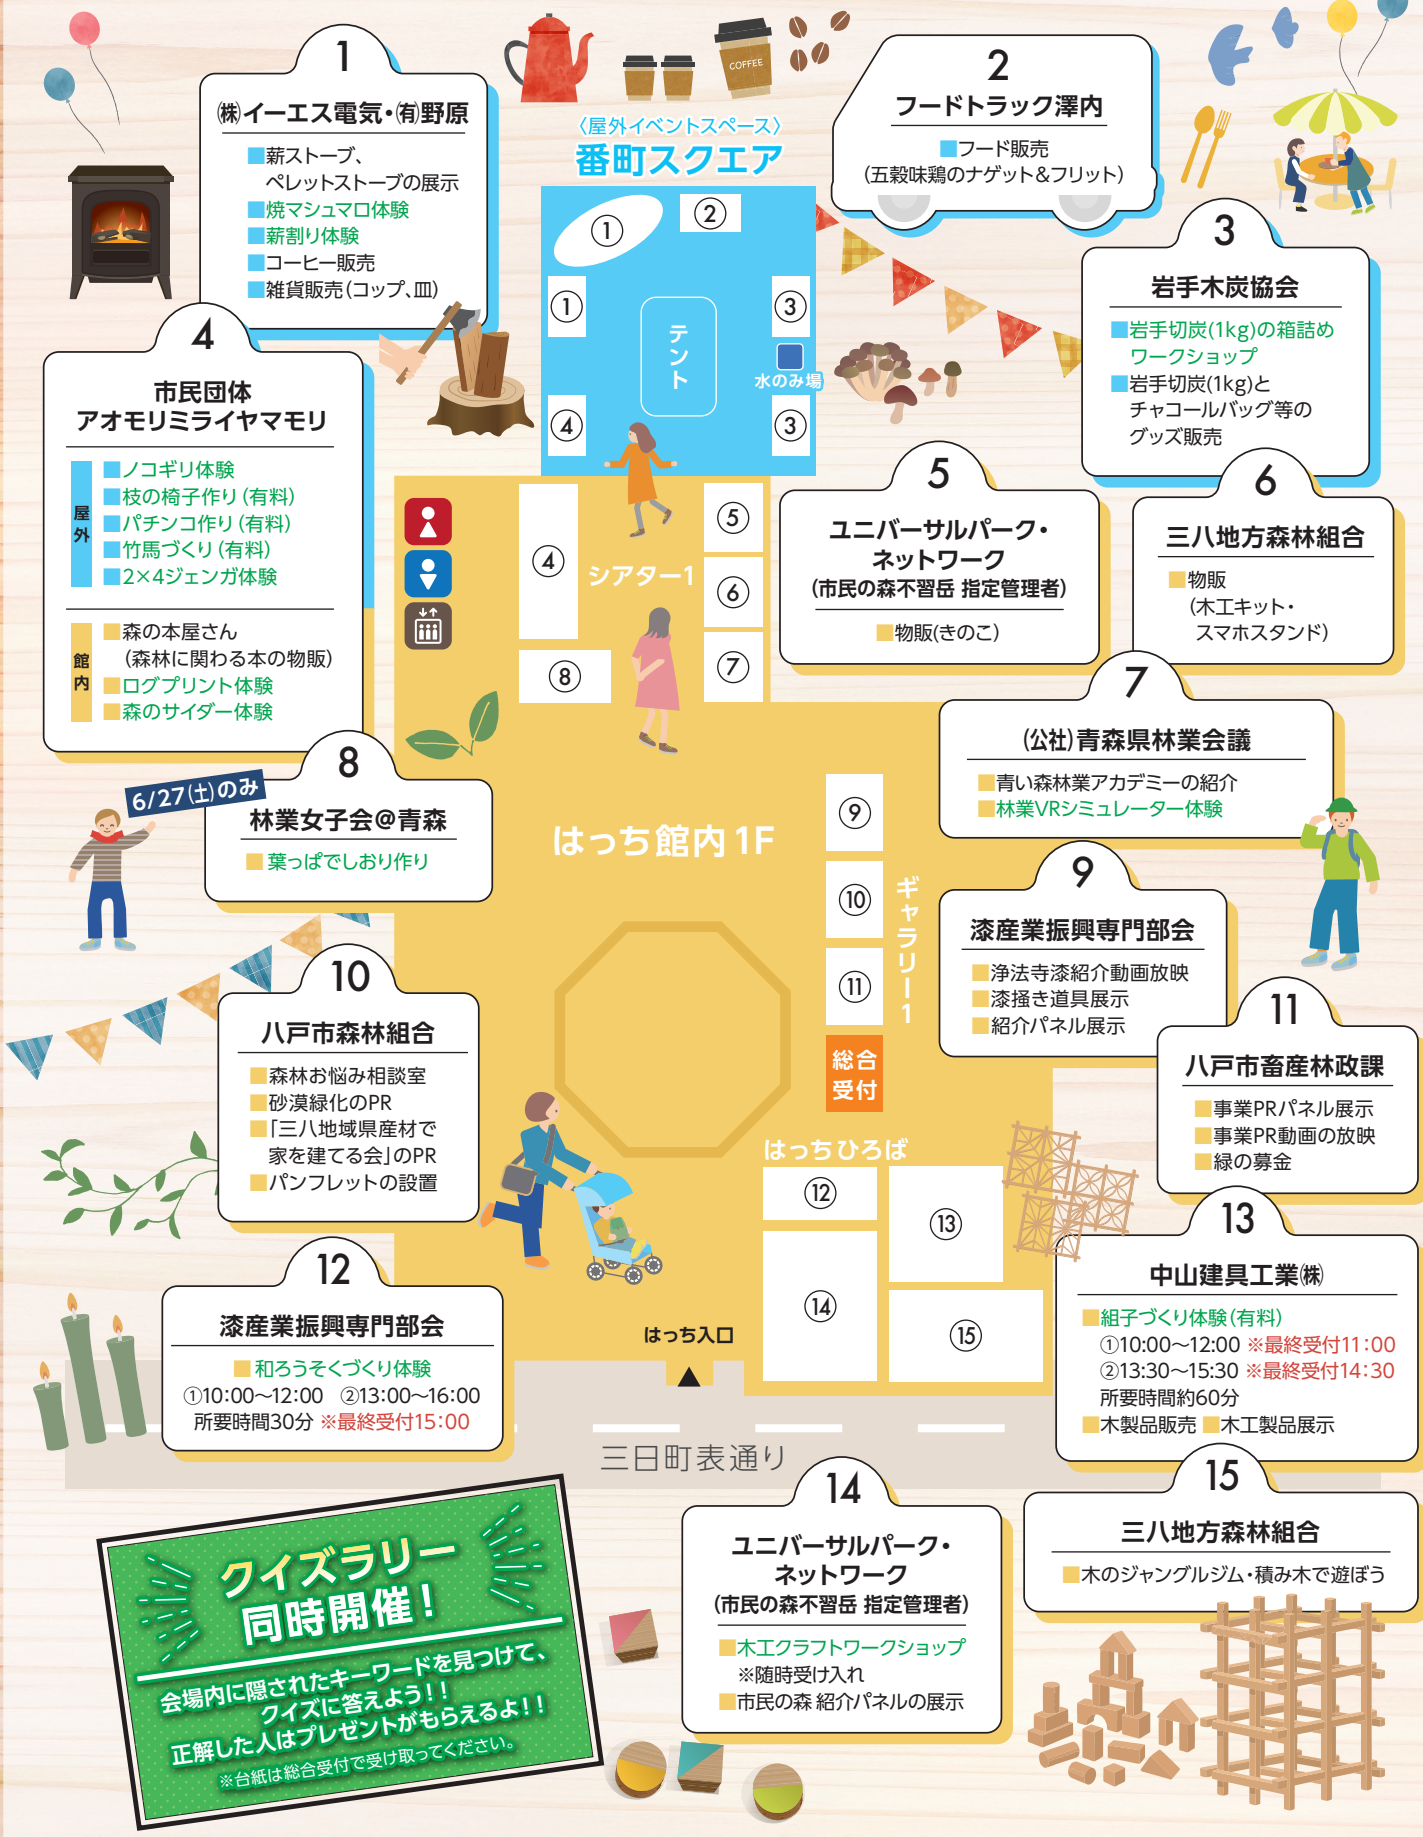 1
㈱イーエス電気・㈲野原
■薪ストーブ、
ペレットストーブの展示
■焼マシュマロ体験
■薪割り体験
■コーヒー販売
■雑貨販売(コップ、皿)
COFFEE
〈屋外イベントスペース〉
番町スクエア
①
②
①
③
テント
水のみ場
④
③
2
フードトラック澤内
■フード販売
(五穀味鶏のナゲット&フリット)
3
岩手木炭協会
■岩手切炭(1kg)の箱詰め
ワークショップ
■岩手切炭(1kg)と
チャコールバッグ等の
グッズ販売
4
市民団体
アオモリミライヤマモリ
屋外
■ノコギリ体験
■枝の椅子作り(有料)
■パチンコ作り(有料)
■竹馬づくり(有料)
■2×4ジェンガ体験
館内
■森の本屋さん
(森林に関わる本の物販)
■ログプリント体験
■森のサイダー体験
④
シアター1
⑤
⑥
⑦
⑧
5
ユニバーサルパーク・
ネットワーク
(市民の森不習岳 指定管理者)
■物販(きのこ)
6
三八地方森林組合
■物販
(木工キット・
スマホスタンド)
7
(公社)青森県林業会議
■青い森林業アカデミーの紹介
■林業VRシミュレーター体験
6/27(土)のみ
8
林業女子会@青森
■葉っぱでしおり作り
はっち館内1F
⑨
⑩
⑪
ギャラリー1
総合
受付
9
漆産業振興専門部会
■浄法寺漆紹介動画放映
■漆掻き道具展示
■紹介パネル展示
10
八戸市森林組合
■森林お悩み相談室
■砂漠緑化のPR
■「三八地域県産材で
家を建てる会」のPR
■パンフレットの設置
11
八戸市畜産林政課
■事業PRパネル展示
■事業PR動画の放映
■緑の募金
はっちひろば
⑫
⑬
⑭
⑮
はっち入口
▲
三日町表通り
12
漆産業振興専門部会
■和ろうそくづくり体験
①10:00〜12:00 ②13:00〜16:00
所要時間30分 ※最終受付15:00
13
中山建具工業㈱
■組子づくり体験(有料)
①10:00〜12:00 ※最終受付11:00
②13:30〜15:30 ※最終受付14:30
所要時間約60分
■木製品販売 ■木工製品展示
14
ユニバーサルパーク・
ネットワーク
(市民の森不習岳 指定管理者)
■木工クラフトワークショップ
※随時受け入れ
■市民の森 紹介パネルの展示
15
三八地方森林組合
■木のジャングルジム・積み木で遊ぼう
クイズラリー
同時開催!
会場内に隠されたキーワードを見つけて、
クイズに答えよう!!
正解した人はプレゼントがもらえるよ!!
※台紙は総合受付で受け取ってください。